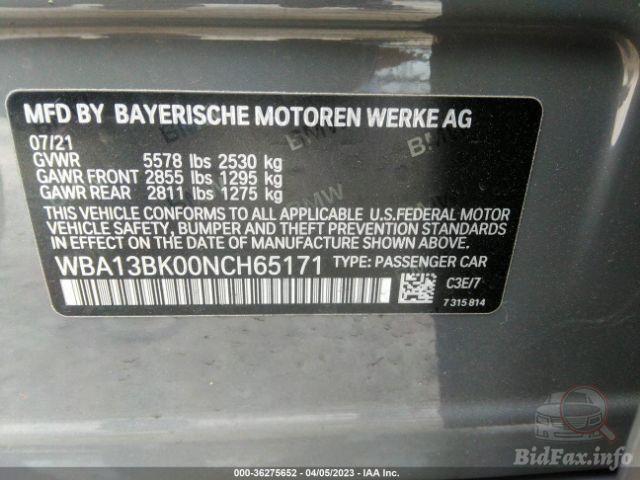 MFD BY BAYERISCHE MOTOREN WERKE AG
07/21
GVWR 5578 lbs 2530 kg
GAWR FRONT 2855 lbs 1295 kg
GAWR REAR 2811 lbs 1275 kg
THIS VEHICLE CONFORMS TO ALL APPLICABLE U.S.FEDERAL MOTOR
VEHICLE SAFETY, BUMPER AND THEFT PREVENTION STANDARDS
IN EFFECT ON THE DATE OF MANUFACTURE SHOWN ABOVE.
WBA13BK00NCH65171 TYPE: PASSENGER CAR
C3E/7
7 315 814
BMW
BidFax.info
000-36275652 - 04/05/2023 - IAA Inc.